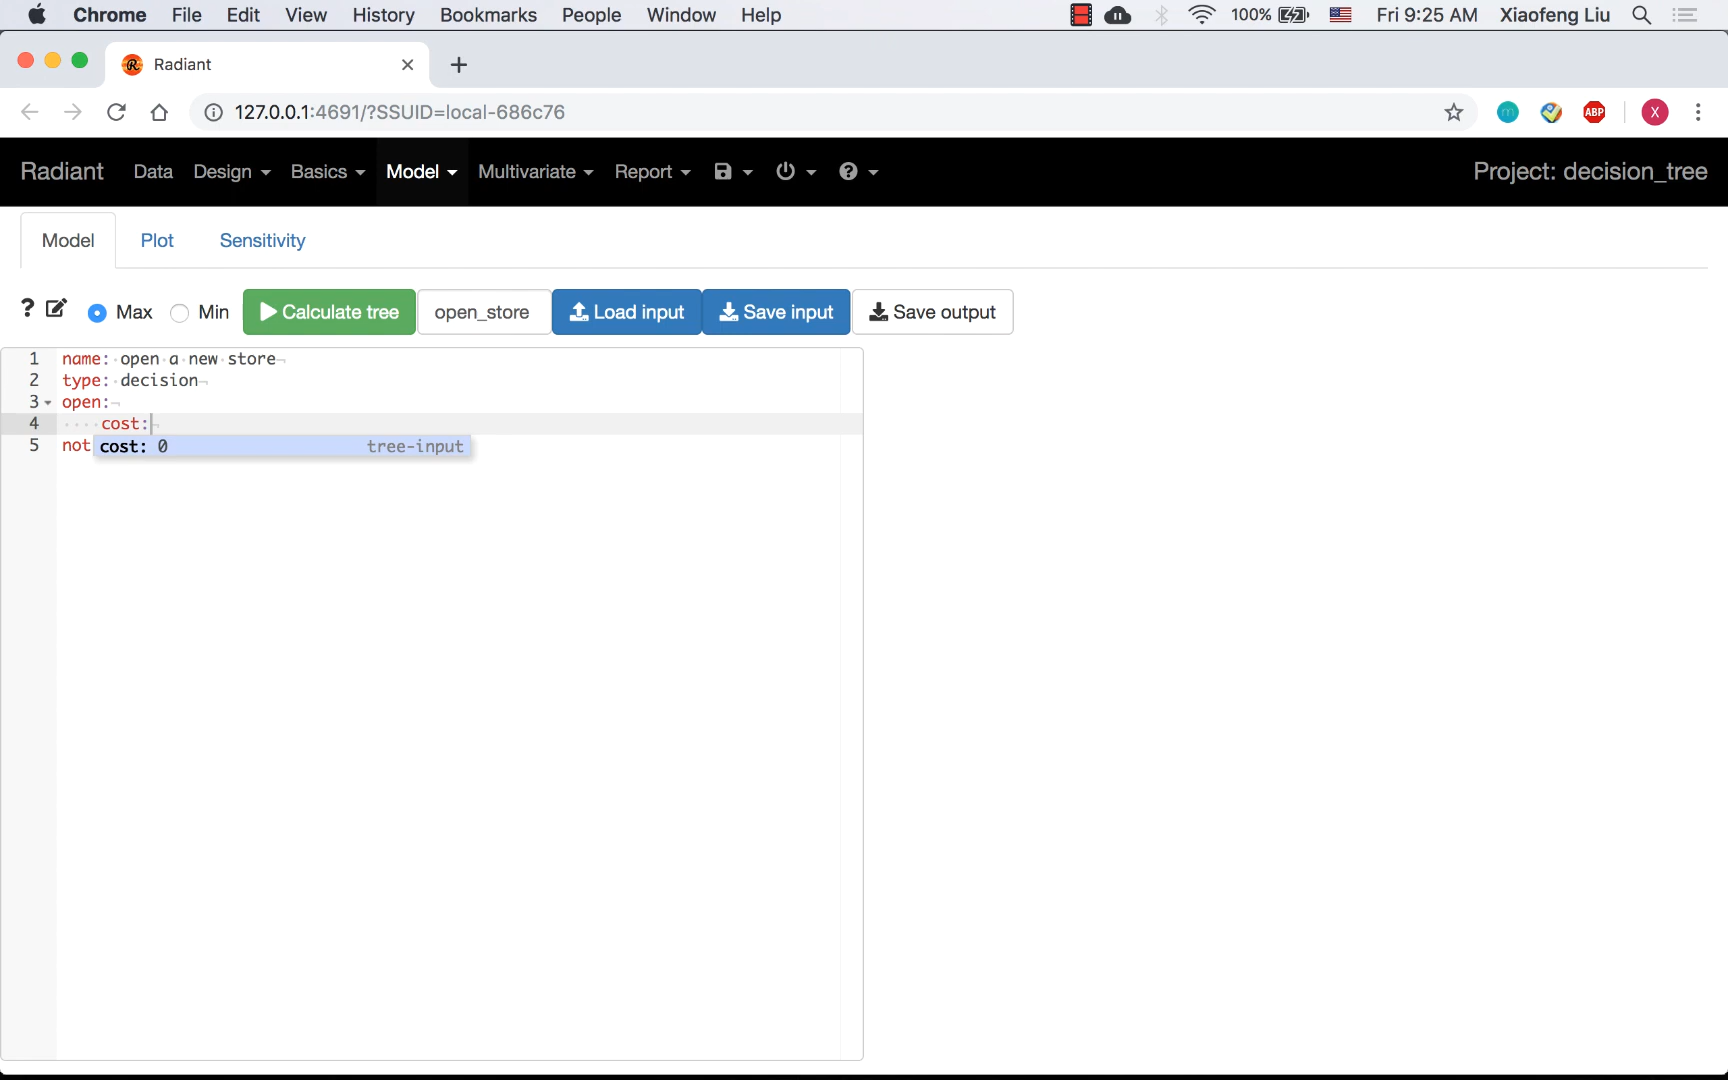 Chrome File Edit View History Bookmarks People Window Help 100% Fri 9:25 AM Xiaofeng Liu
Radiant
127.0.0.1:4691/?SSUID=local-686c76 m ABP X
Radiant Data Design Basics Model Multivariate Report Project: decision_tree
Model Plot Sensitivity
? Max Min Calculate tree open_store Load input Save input Save output
1 name: open a new store
2 type: decision
3 open:
4 cost:
5 not
cost: 0 tree-input